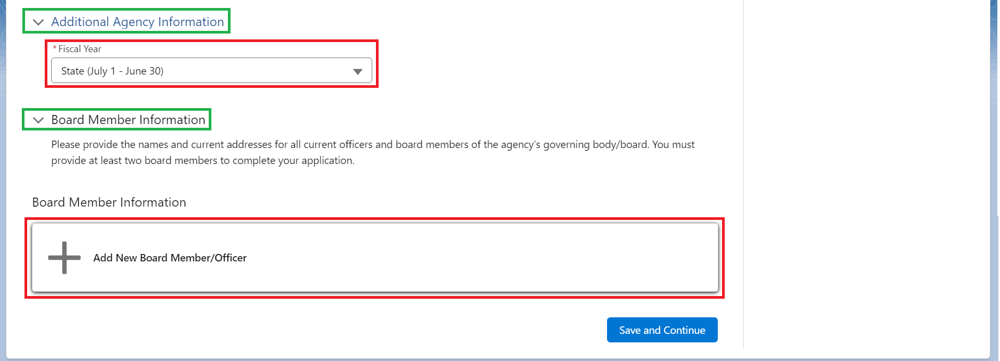 Additional Agency Information
*Fiscal Year
State (July 1 - June 30)
Board Member Information
Please provide the names and current addresses for all current officers and board members of the agency’s governing body/board. You must
provide at least two board members to complete your application.
Board Member Information
Add New Board Member/Officer
Save and Continue